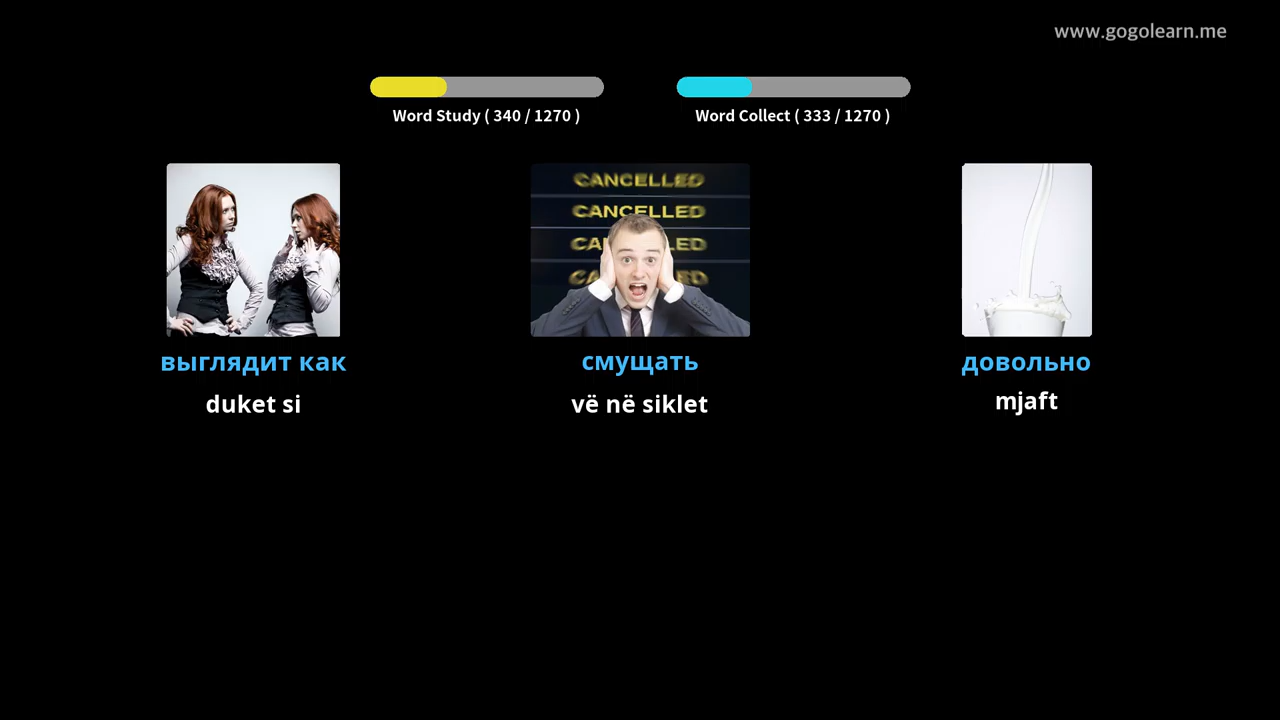 www.gogolearn.me
Word Study ( 340 / 1270 )
Word Collect ( 333 / 1270 )
CANCELLED
CANCELLED
выглядит как
смущать
довольно
duket si
vë në siklet
mjaft